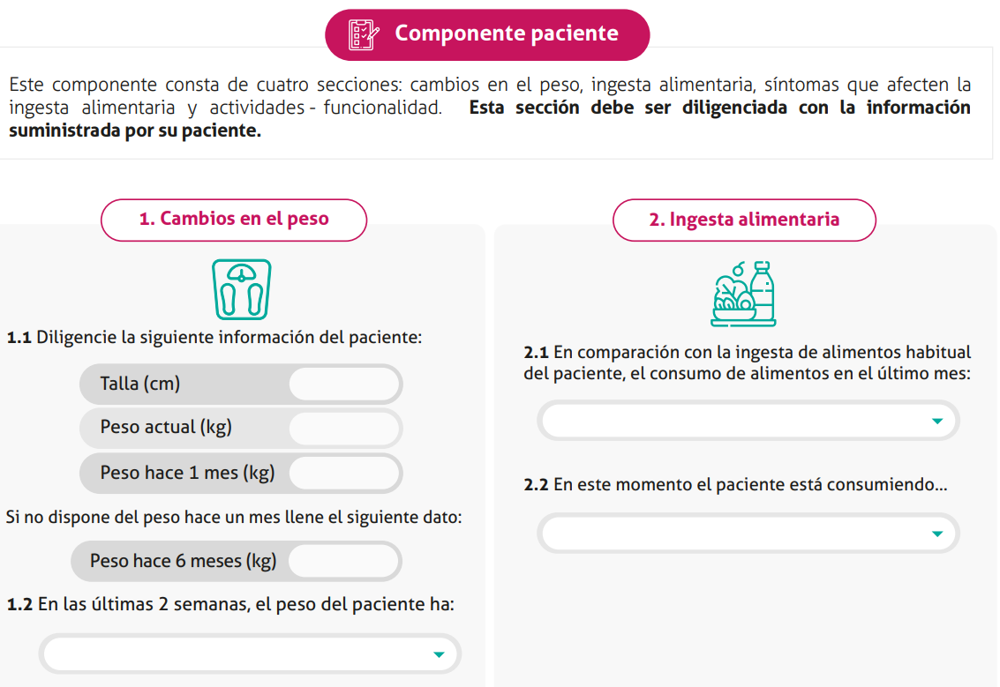 Componente paciente
Este componente consta de cuatro secciones: cambios en el peso, ingesta alimentaria, síntomas que afecten la
ingesta alimentaria y actividades - funcionalidad. Esta sección debe ser diligenciada con la información
suministrada por su paciente.
1. Cambios en el peso
1.1 Diligencie la siguiente información del paciente:
Talla (cm)
Peso actual (kg)
Peso hace 1 mes (kg)
Si no dispone del peso hace un mes llene el siguiente dato:
Peso hace 6 meses (kg)
1.2 En las últimas 2 semanas, el peso del paciente ha:
2. Ingesta alimentaria
2.1 En comparación con la ingesta de alimentos habitual
del paciente, el consumo de alimentos en el último mes:
2.2 En este momento el paciente está consumiendo...